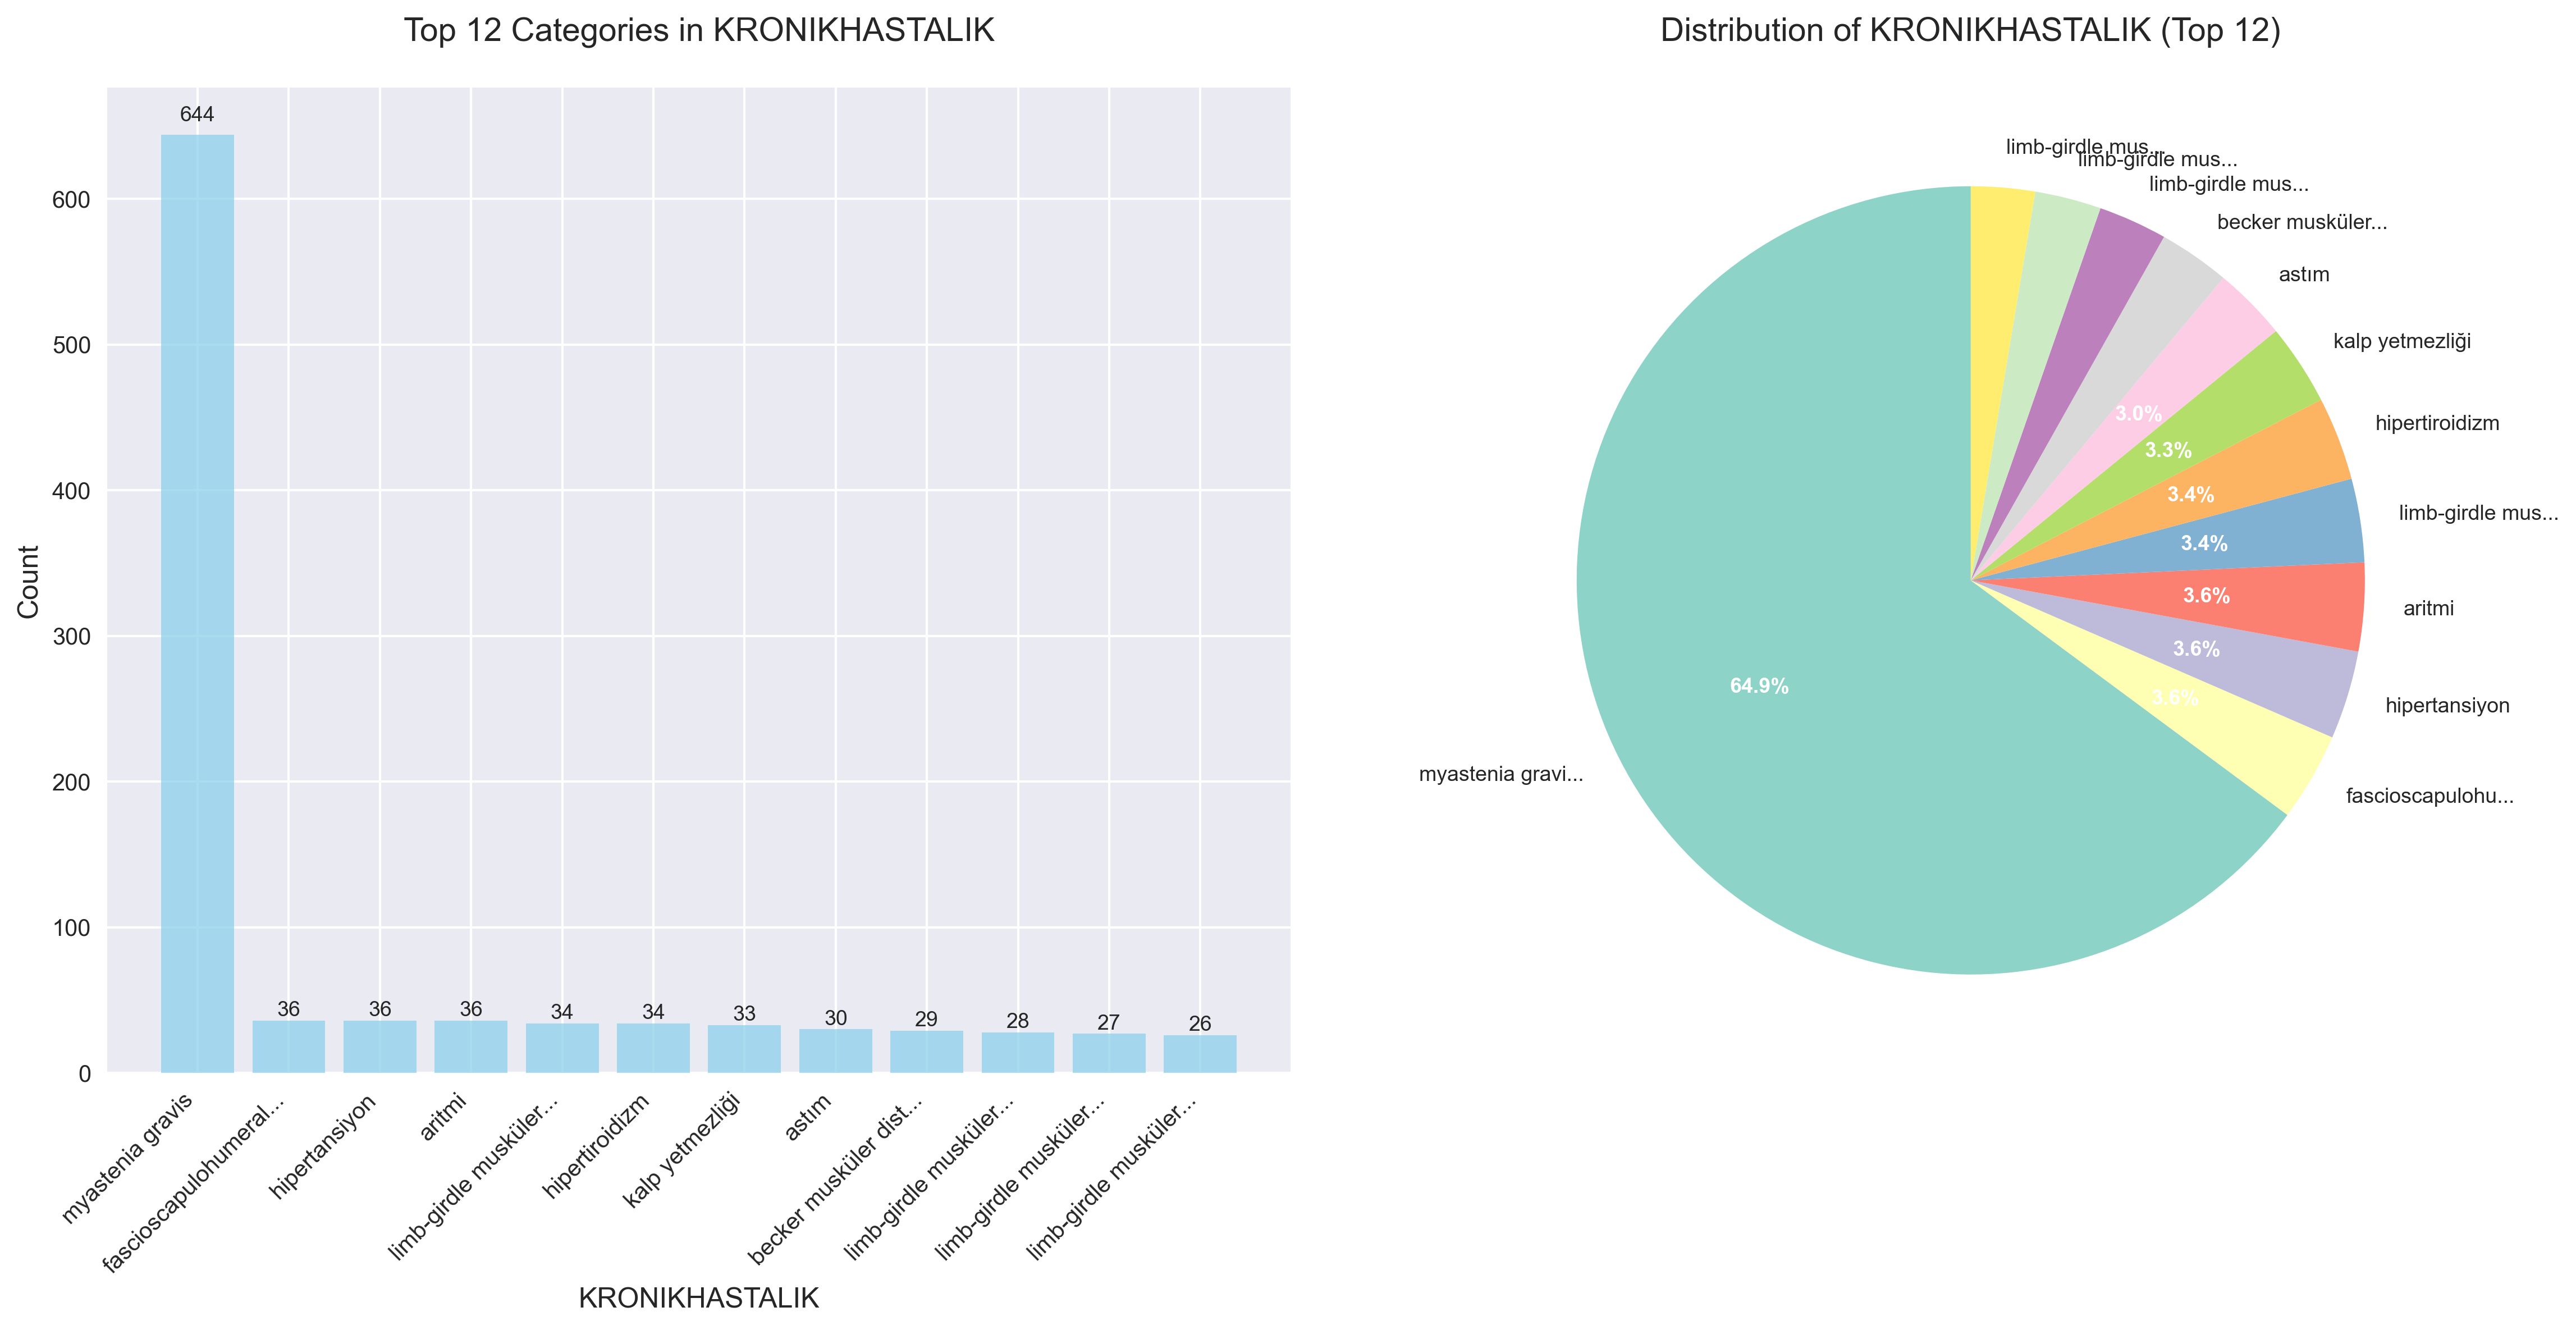 Top 12 Categories in KRONIKHASTALIK
644
600
500
400
300
200
100
0
Count
36
36
36
34
34
33
30
29
28
27
26
myastenia gravis
fascioscapulohumeral...
hipertansiyon
aritmi
limb-girdle musküler...
hipertiroidizm
kalp yetmezliği
astım
becker musküler dist...
limb-girdle musküler...
limb-girdle musküler...
limb-girdle musküler...
KRONIKHASTALIK
Distribution of KRONIKHASTALIK (Top 12)
limb-girdle mus...
limb-girdle mus...
limb-girdle mus...
becker musküler...
astım
kalp yetmezliği
hipertiroidizm
limb-girdle mus...
aritmi
hipertansiyon
fascioscapulohu...
myastenia gravi...
3.0%
3.3%
3.4%
3.4%
3.6%
3.6%
3.6%
64.9%